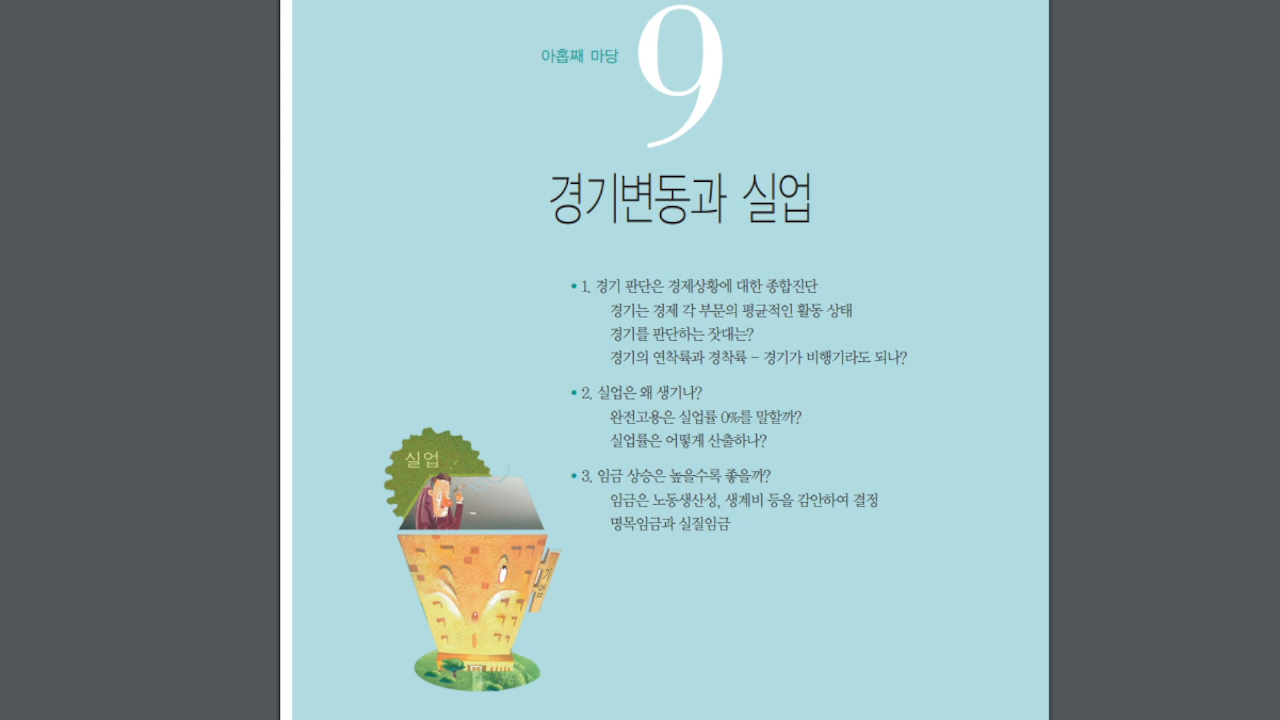 아홉째 마당
9
경기변동과 실업
• 1. 경기 판단은 경제상황에 대한 종합진단
경기는 경제 각 부문의 평균적인 활동 상태
경기를 판단하는 잣대는?
경기의 연착륙과 경착륙 – 경기가 비행기라도 되나?
• 2. 실업은 왜 생기나?
완전고용은 실업률 0%를 말할까?
실업률은 어떻게 산출하나?
• 3. 임금 상승은 높을수록 좋을까?
임금은 노동생산성, 생계비 등을 감안하여 결정
명목임금과 실질임금
실업
기업